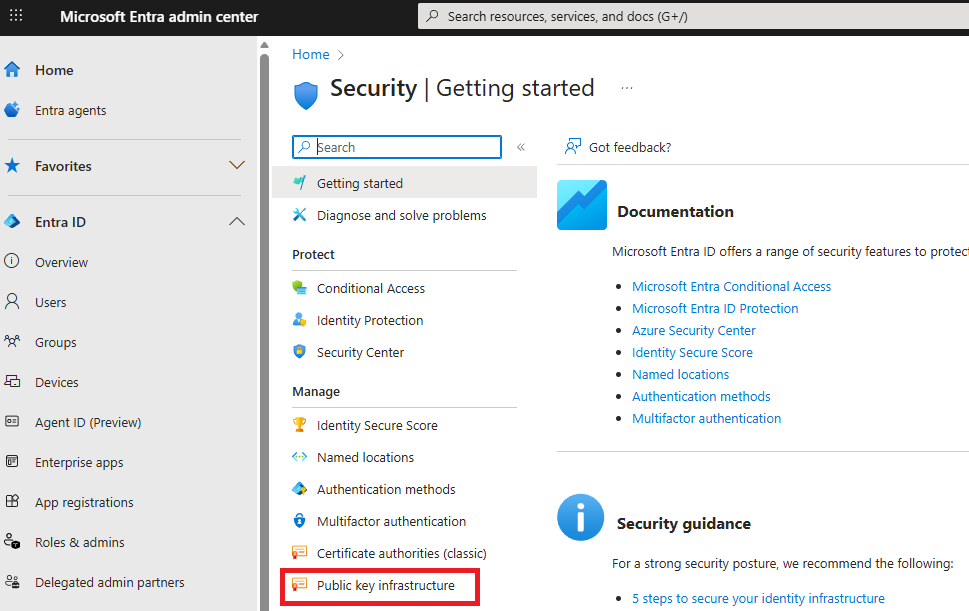 Microsoft Entra admin center
Search resources, services, and docs (G+/)
Home
Entra agents
Favorites
Entra ID
Overview
Users
Groups
Devices
Agent ID (Preview)
Enterprise apps
App registrations
Roles & admins
Delegated admin partners
Home
Security | Getting started
...
Search
«
Getting started
Diagnose and solve problems
Protect
Conditional Access
Identity Protection
Security Center
Manage
Identity Secure Score
Named locations
Authentication methods
Multifactor authentication
Certificate authorities (classic)
Public key infrastructure
Got feedback?
Documentation
Microsoft Entra ID offers a range of security features to protect
Microsoft Entra Conditional Access
Microsoft Entra ID Protection
Azure Security Center
Identity Secure Score
Named locations
Authentication methods
Multifactor authentication
Security guidance
For a strong security posture, we recommend the following:
5 steps to secure your identity infrastructure